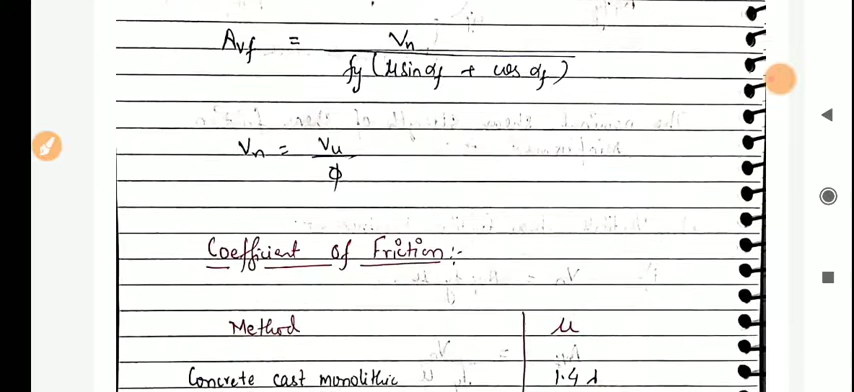 Avf = Vn / fy (μ sin αf + cos αf)
Vn = Vu / φ
Coefficient of Friction :-
Method μ
Concrete cast monolithic 1.4 λ